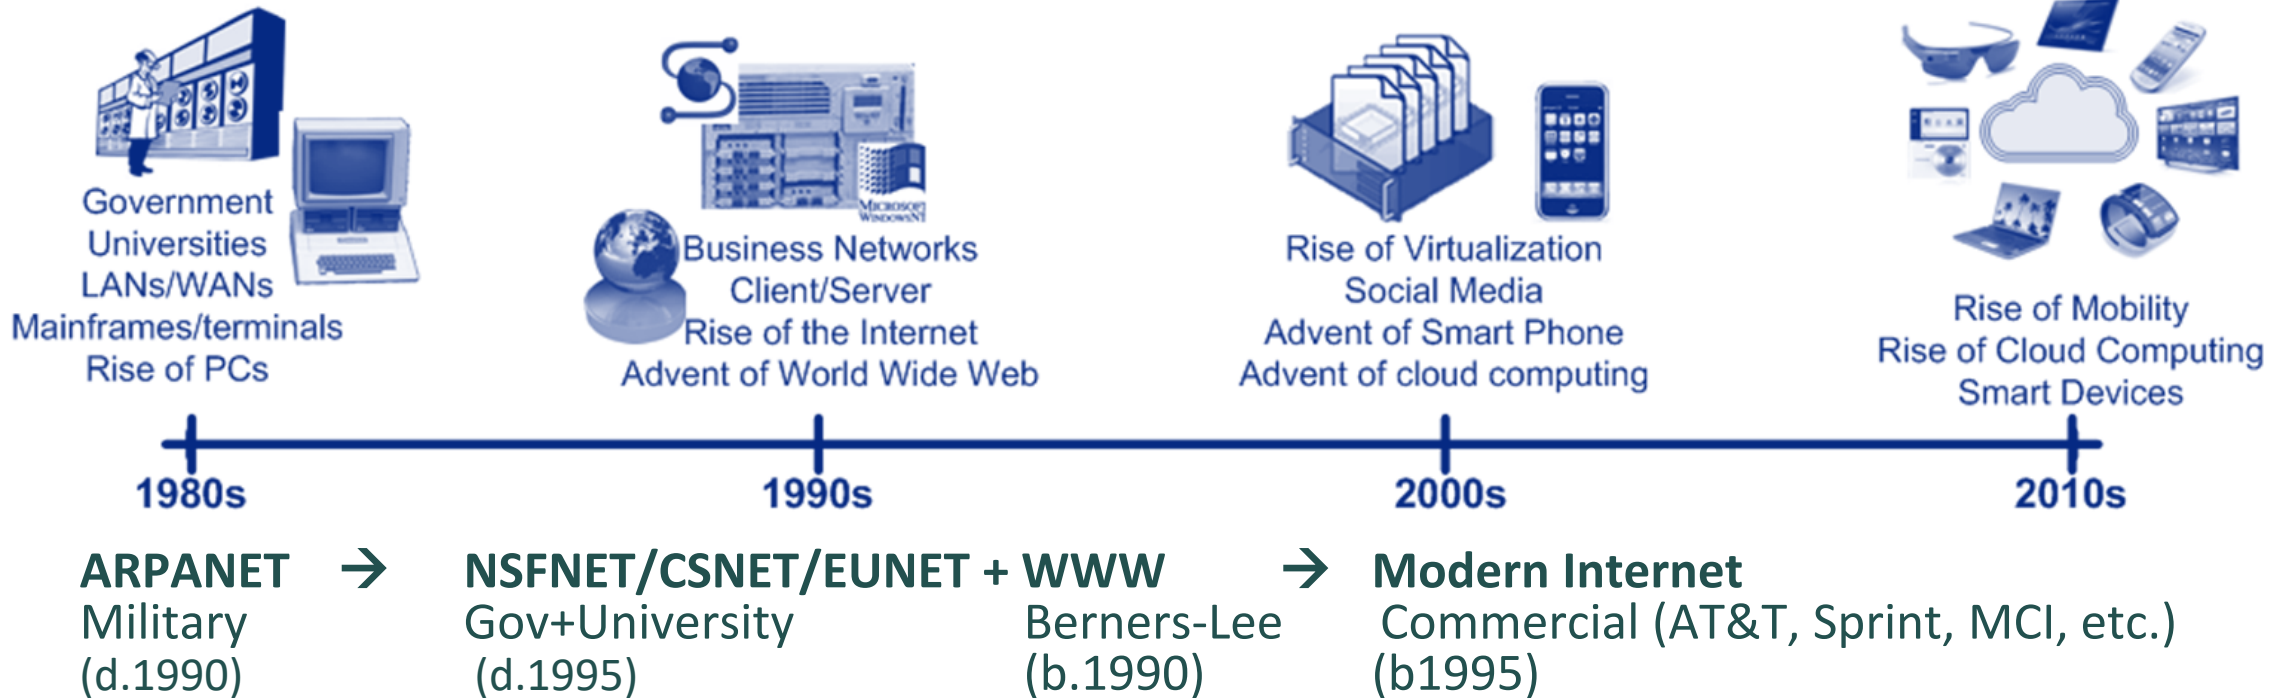 Government
Universities
LANs/WANs
Mainframes/terminals
Rise of PCs
MICROSOFT
WINDOWSNT
Business Networks
Client/Server
Rise of the Internet
Advent of World Wide Web
Rise of Virtualization
Social Media
Advent of Smart Phone
Advent of cloud computing
Rise of Mobility
Rise of Cloud Computing
Smart Devices
1980s 1990s 2000s 2010s
ARPANET → NSFNET/CSNET/EUNET + WWW → Modern Internet
Military Gov+University Berners-Lee Commercial (AT&T, Sprint, MCI, etc.)
(d.1990) (d.1995) (b.1990) (b1995)